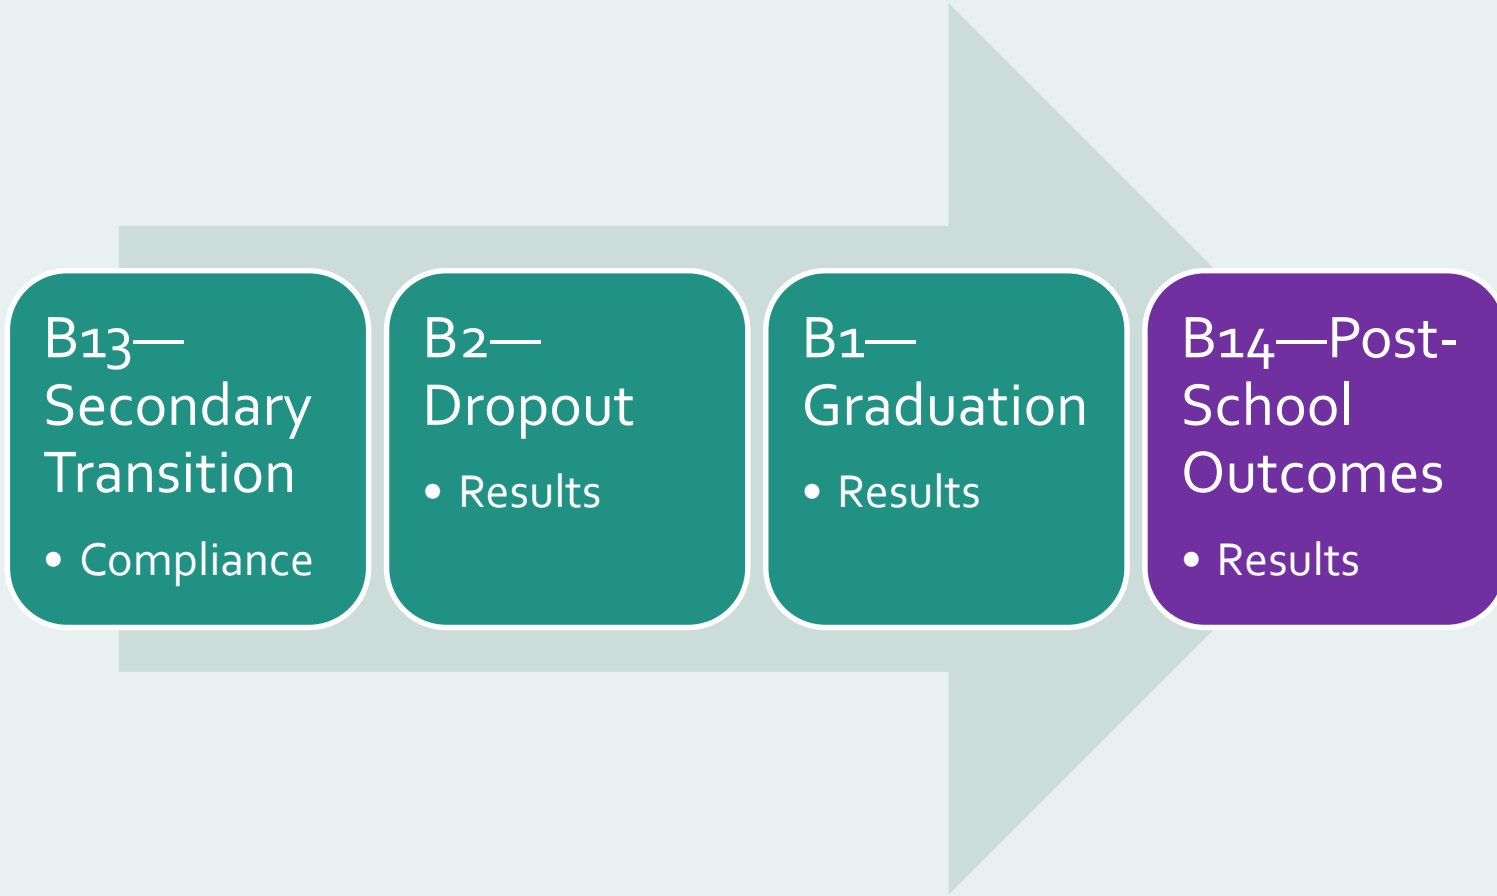 B13—
Secondary
Transition
• Compliance
B2—
Dropout
• Results
B1—
Graduation
• Results
B14—Post-
School
Outcomes
• Results